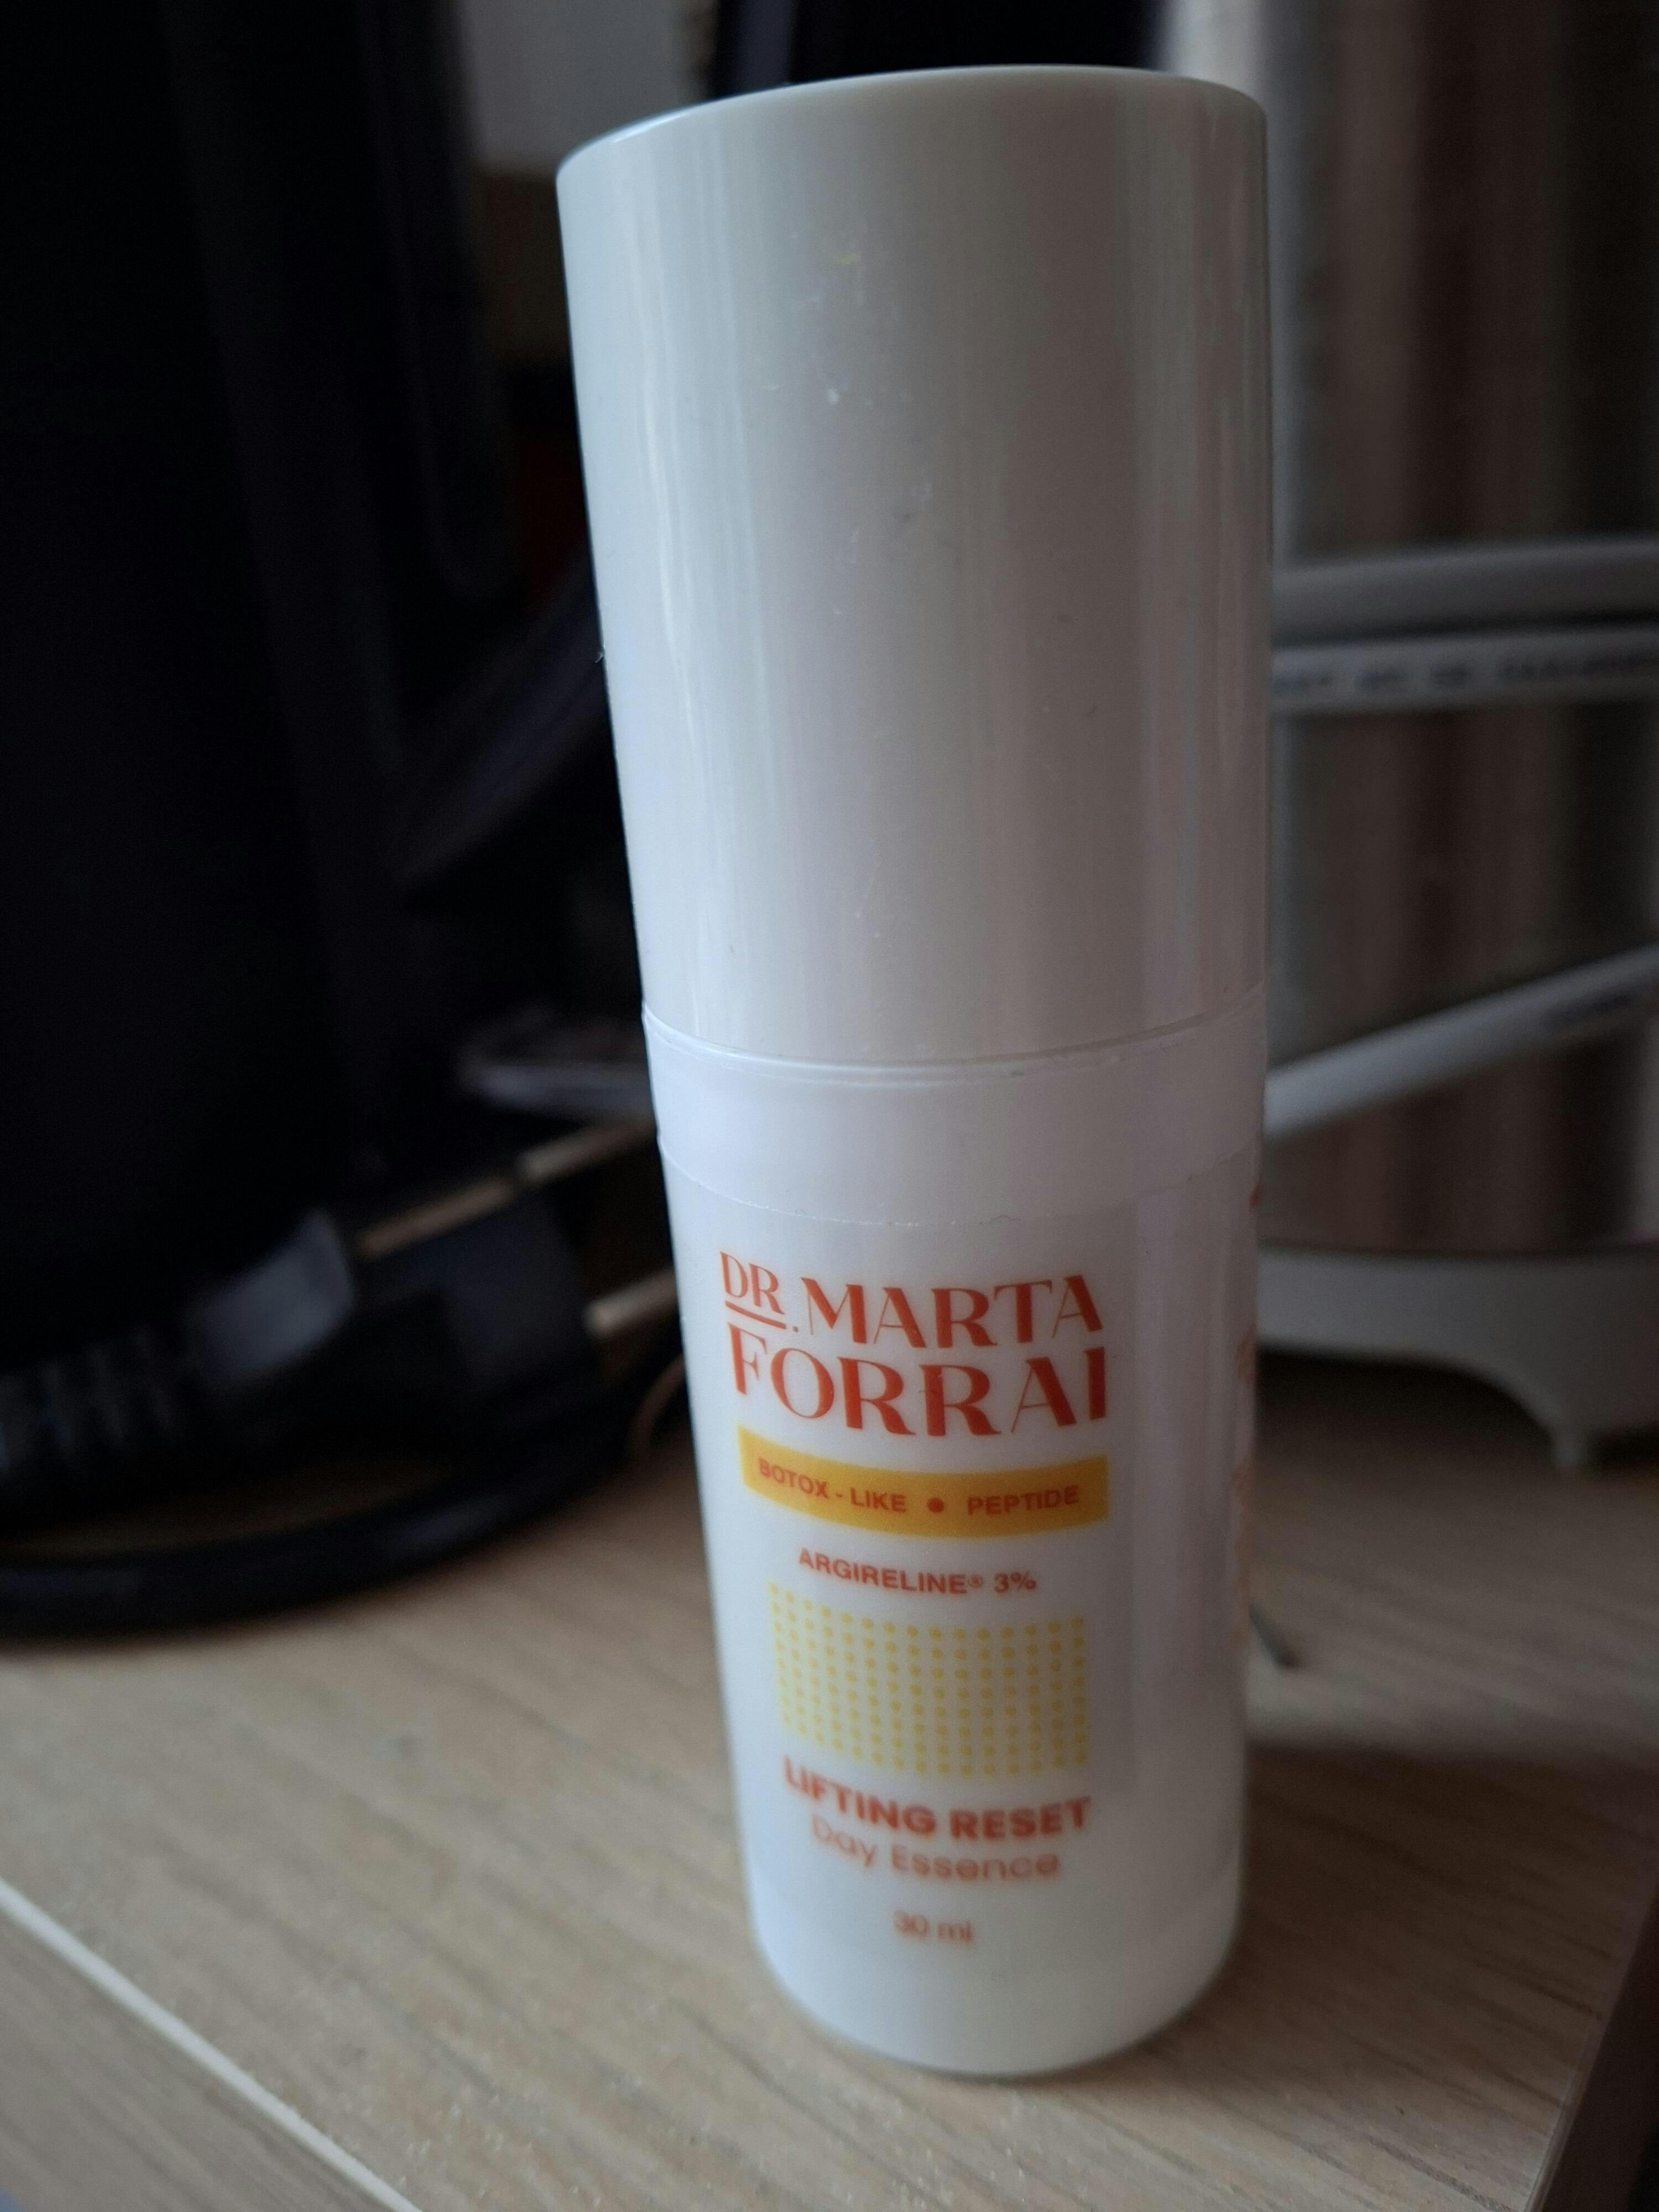 DR. MARTA
FORRAI
BOTOX - LIKE • PEPTIDE
ARGIRELINE® 3%
LIFTING RESET
Day Essence
30 ml